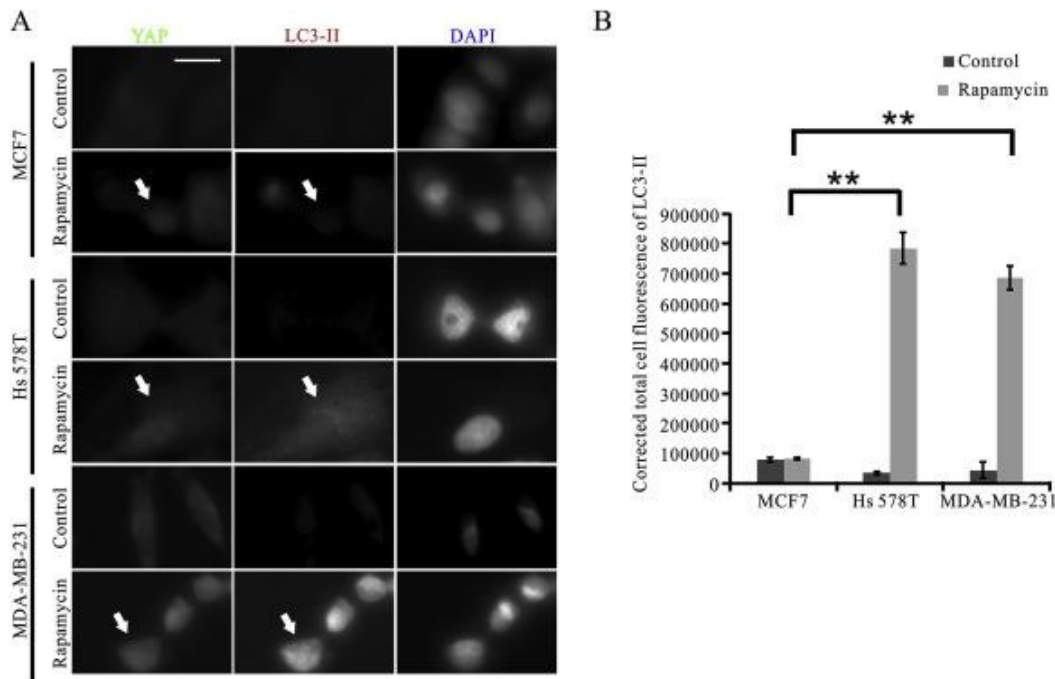 A
YAP LC3-II DAPI
MCF7
Control
Rapamycin
Hs 578T
Control
Rapamycin
MDA-MB-231
Control
Rapamycin
B
Control
Rapamycin
**
**
Corrected total cell fluorescence of LC3-II
900000
800000
700000
600000
500000
400000
300000
200000
100000
0
MCF7 Hs 578T MDA-MB-231